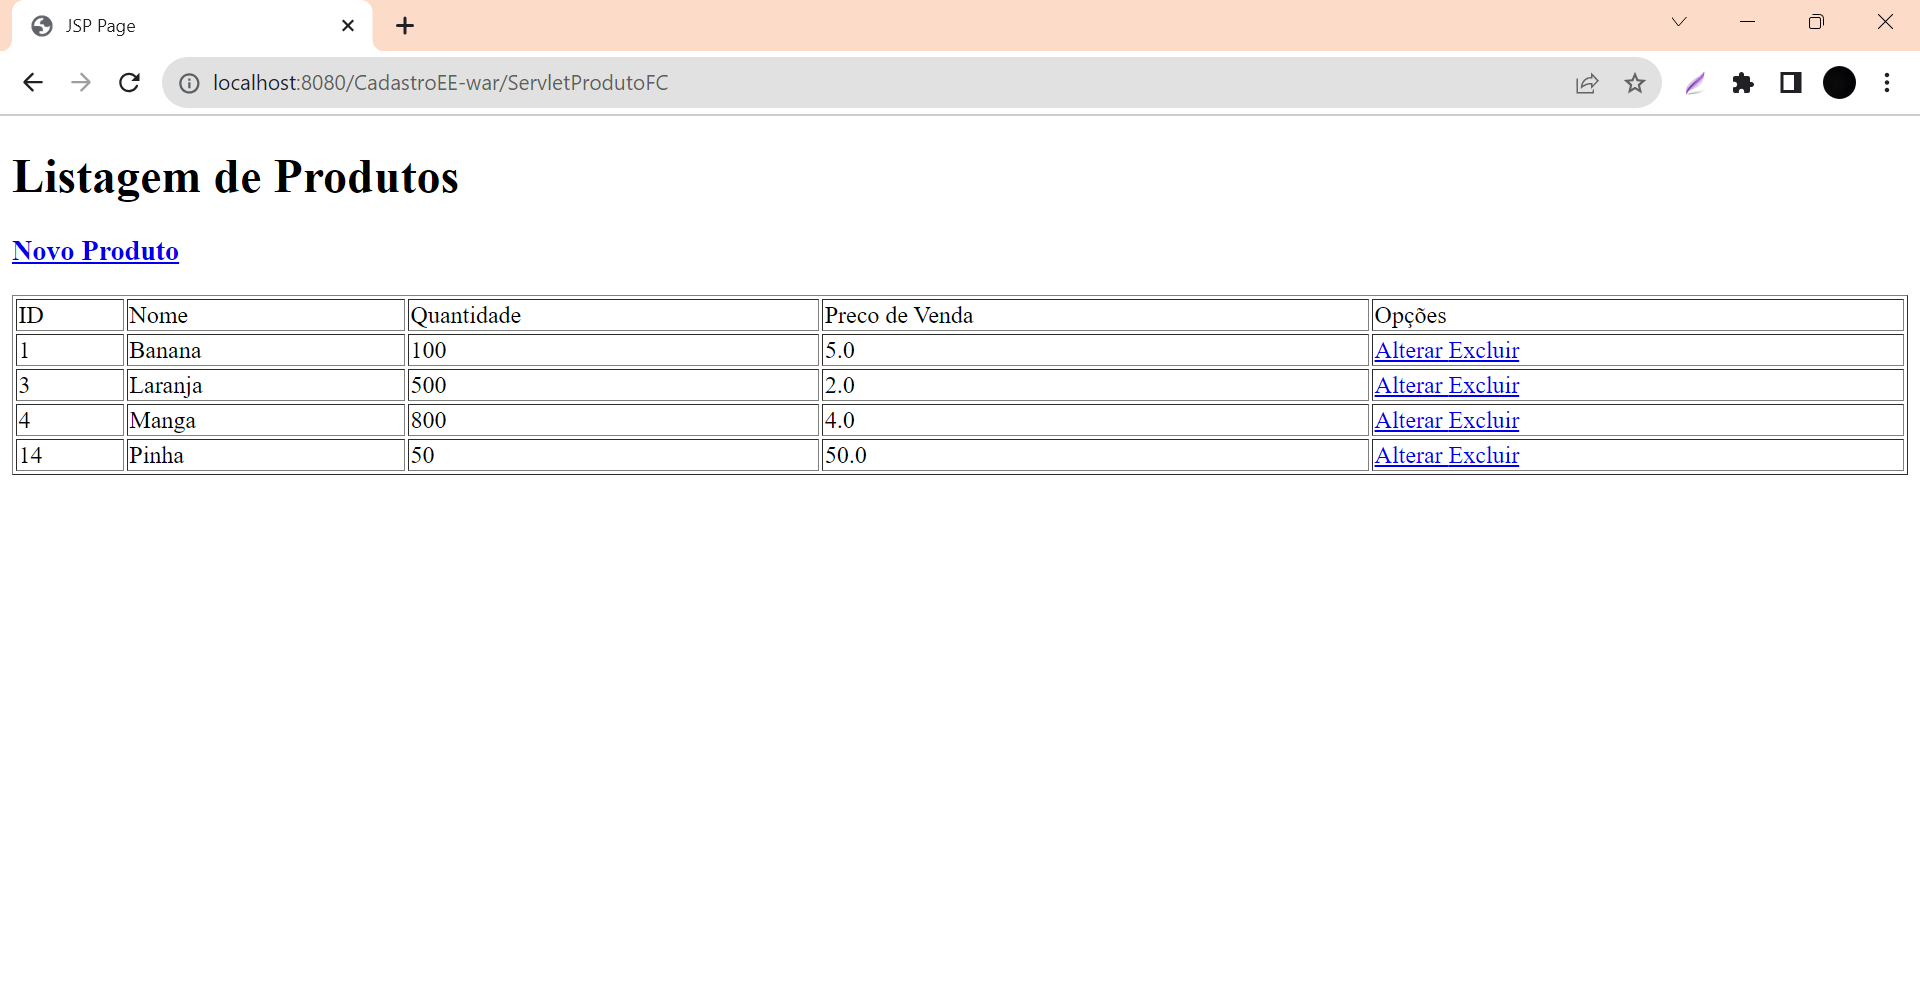 JSP Page
localhost:8080/CadastroEE-war/ServletProdutoFC
Listagem de Produtos
Novo Produto
ID Nome Quantidade Preco de Venda Opções
1 Banana 100 5.0 Alterar Excluir
3 Laranja 500 2.0 Alterar Excluir
4 Manga 800 4.0 Alterar Excluir
14 Pinha 50 50.0 Alterar Excluir